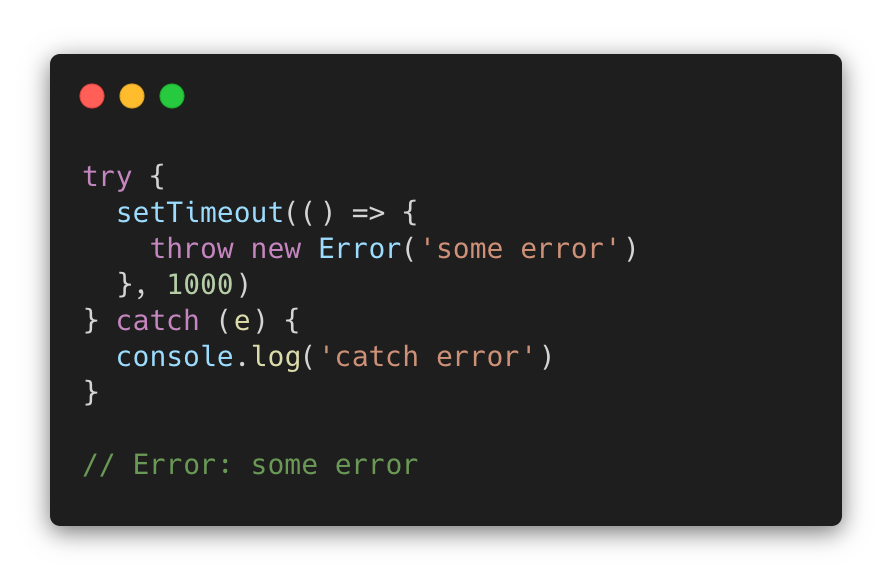 try {
  setTimeout(() => {
    throw new Error('some error')
  }, 1000)
} catch (e) {
  console.log('catch error')
}
// Error: some error